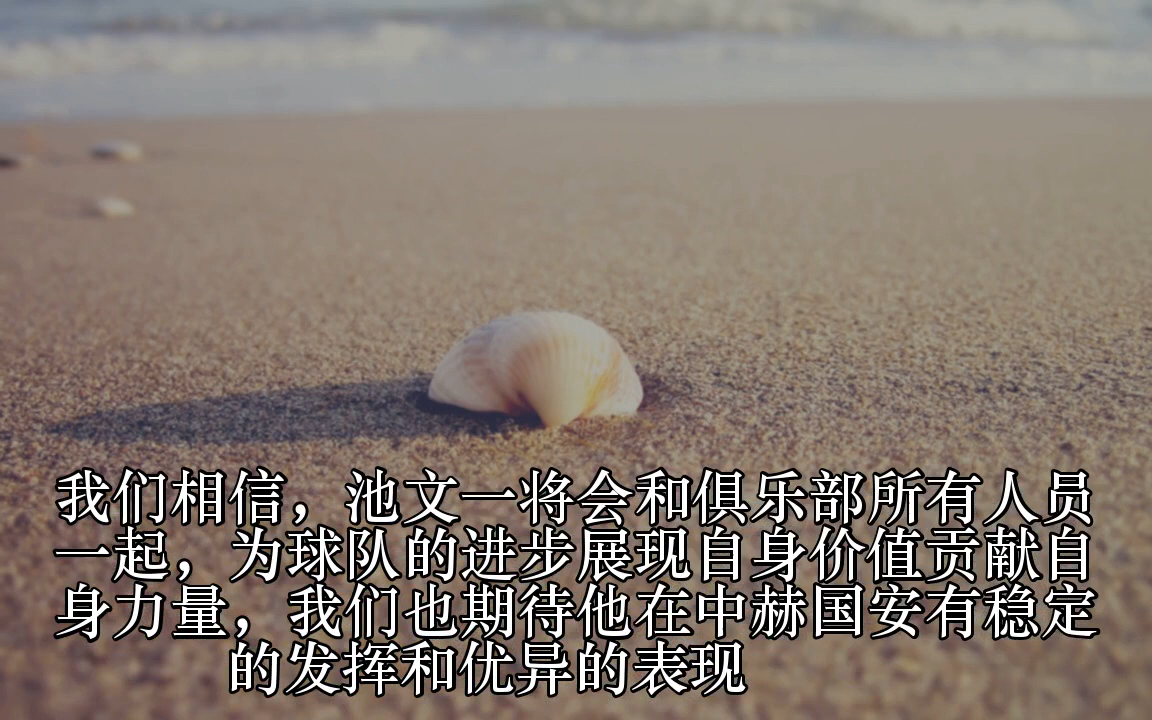 我们相信，池文一将会和俱乐部所有人员
一起，为球队的进步展现自身价值贡献自
身力量，我们也期待他在中赫国安有稳定
的发挥和优异的表现